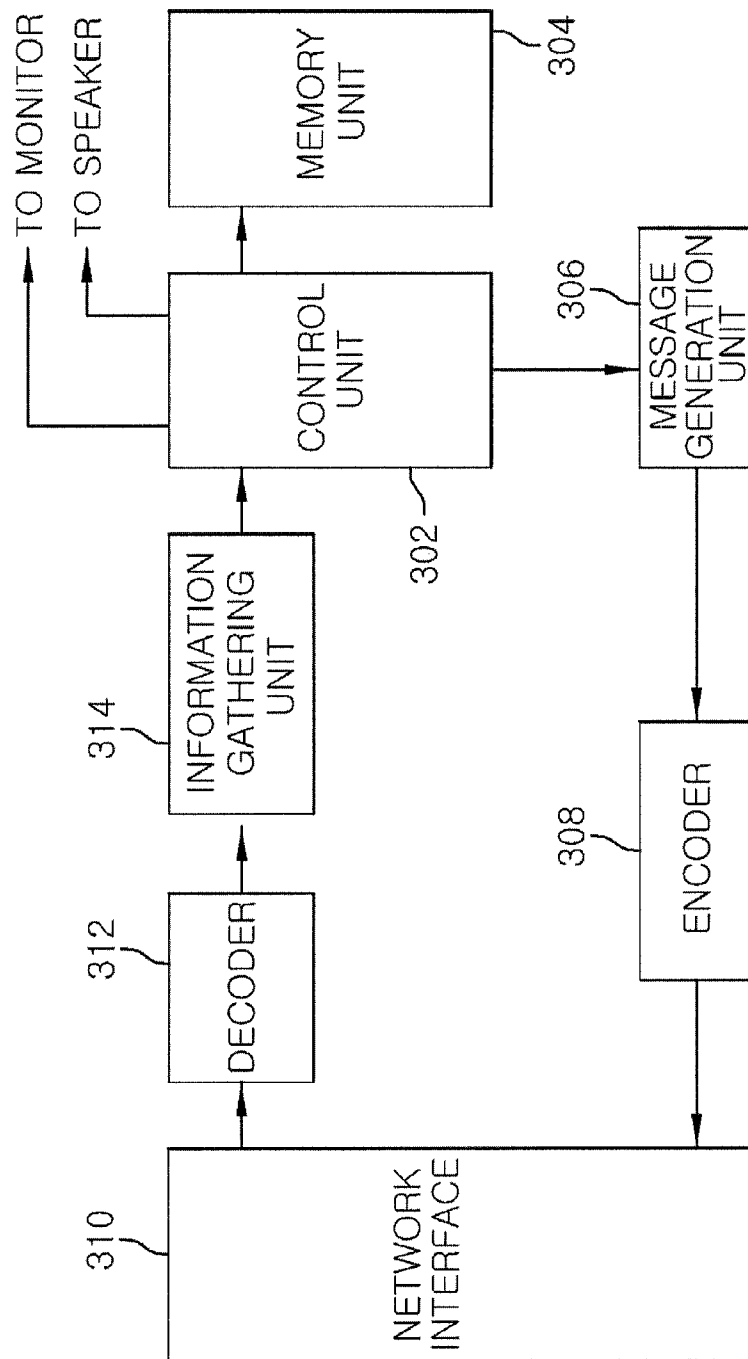 TO MONITOR
TO SPEAKER
310
NETWORK
INTERFACE
312
DECODER
314
INFORMATION
GATHERING
UNIT
CONTROL
UNIT
302
MEMORY
UNIT
304
306
MESSAGE
GENERATION
UNIT
308
ENCODER